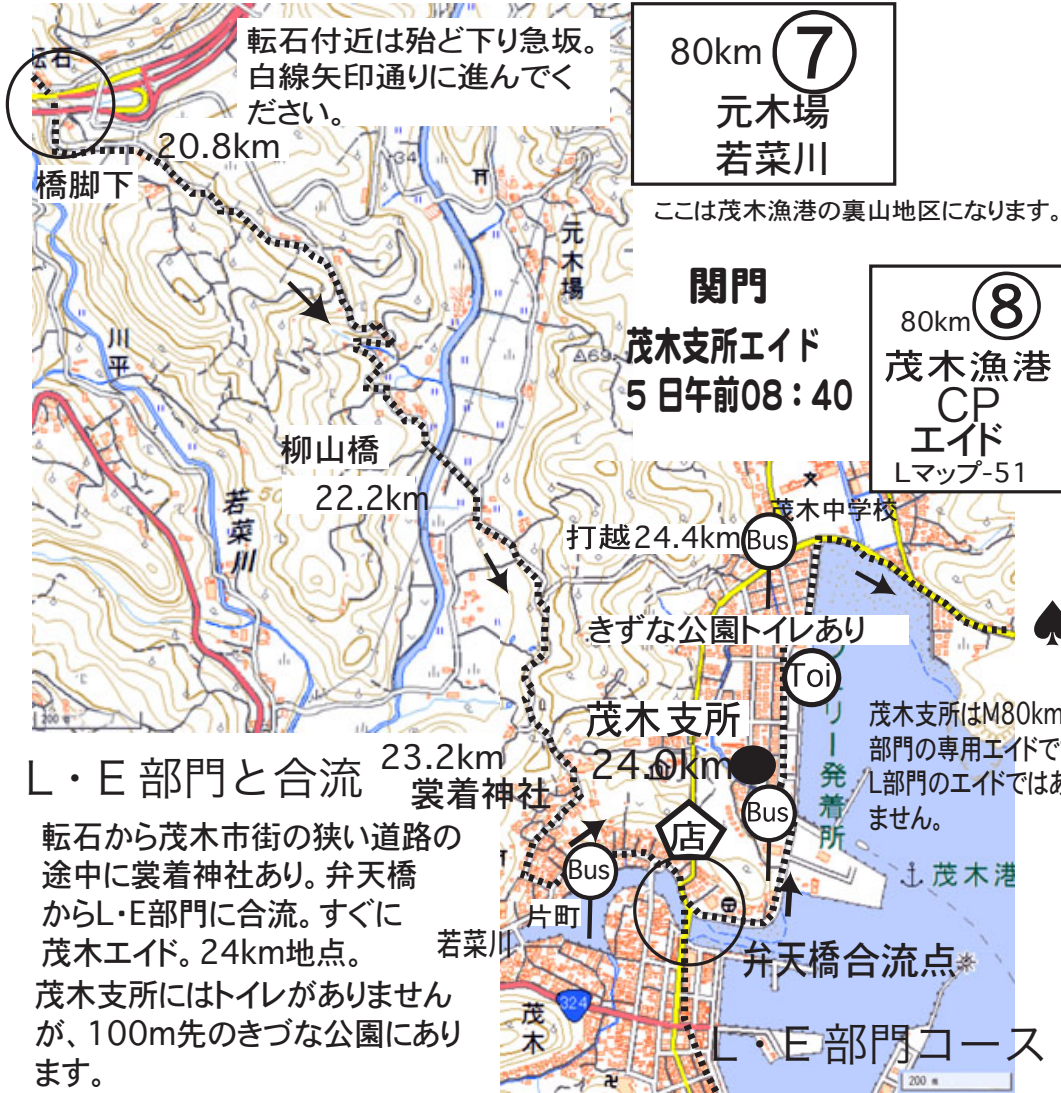 転石
転石付近は殆ど下り急坂。
白線矢印通りに進んでく
ださい。
80km ⑦
元木場
若菜川
20.8km
橋脚下
34
ここは茂木漁港の裏山地区になります。
元木場
関門
茂木支所エイド
5日午前08：40
80km ⑧
茂木漁港
CP
エイド
Lマップ-51
69
川平
柳山橋
22.2km
若菜川
茂木中学校
打越24.4km
Bus
きずな公園トイレあり
Toi
茂木支所
24.0km
Bus
リー発着所
茂木支所はM80km
部門の専用エイドで
L部門のエイドではあ
ません。
200 m
L・E部門と合流
23.2km
裳着神社
店
Bus
片町
若菜川
茂木港
転石から茂木市街の狭い道路の
途中に裳着神社あり。弁天橋
からL・E部門に合流。すぐに
茂木エイド。24km地点。
茂木支所にはトイレがありません
が、100m先のきづな公園にあり
ます。
弁天橋合流点
324
茂木
L・E部門コース
200 m